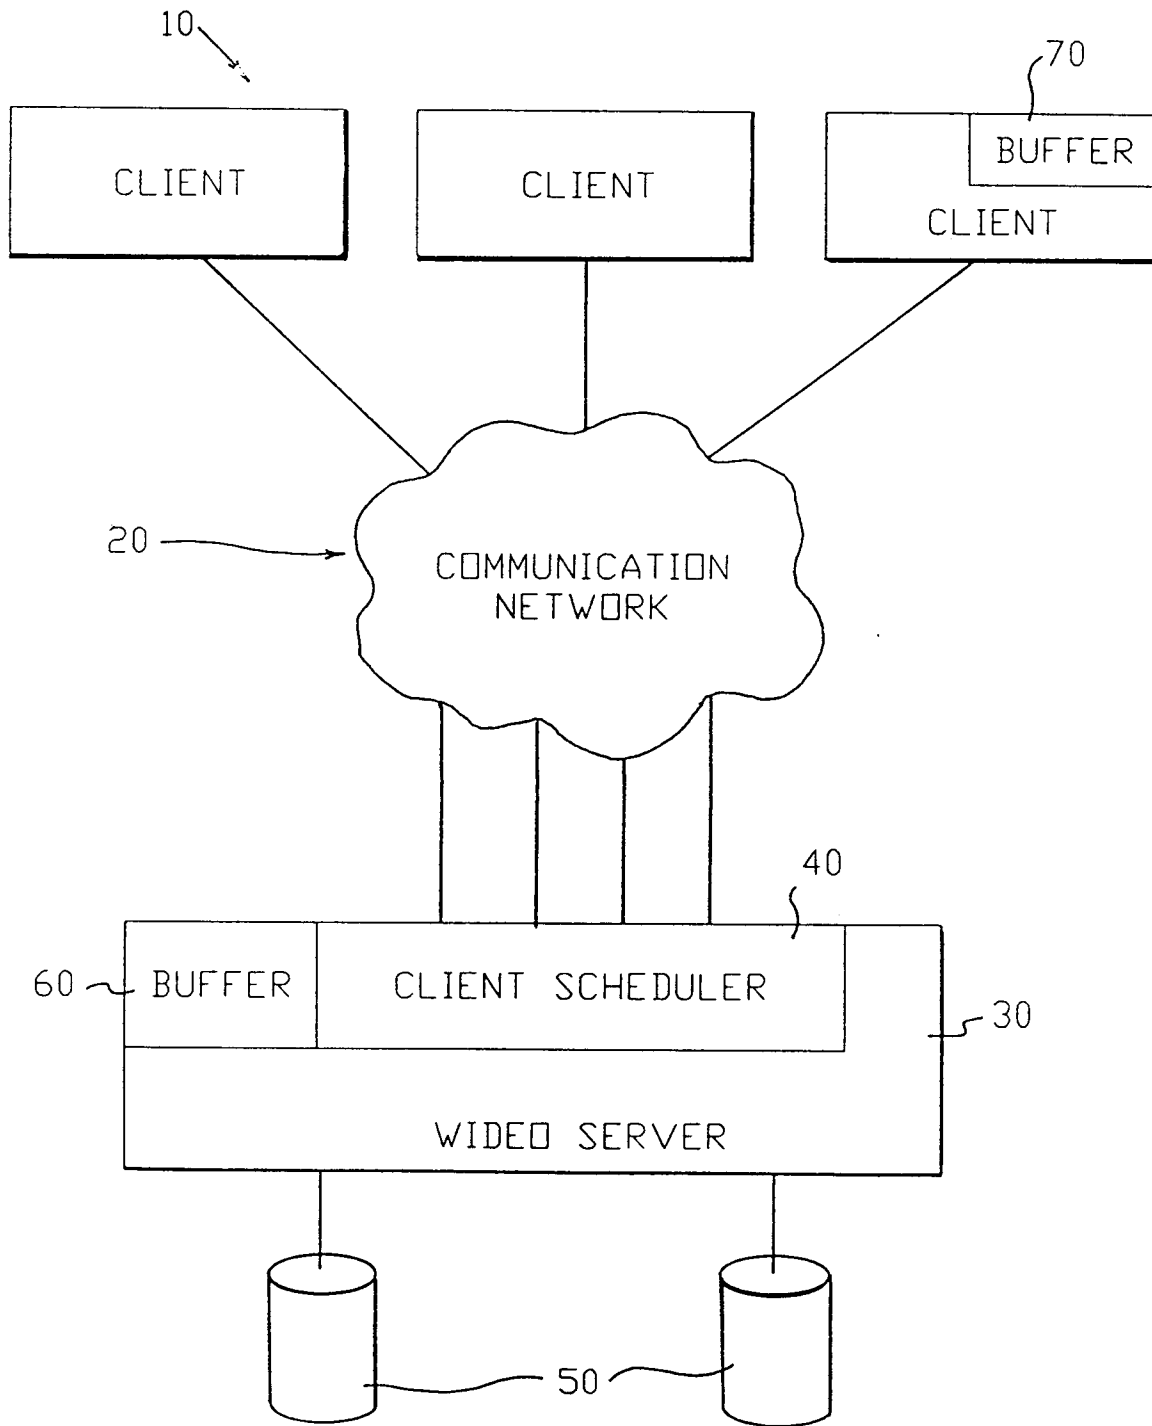 10
70
BUFFER
CLIENT
CLIENT
CLIENT
20
COMMUNICATION
NETWORK
40
60
BUFFER
CLIENT SCHEDULER
30
WIDEO SERVER
50